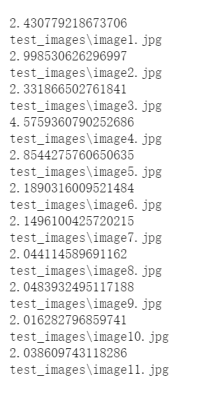 2.430779218673706
test_images\image1.jpg
2.998530626296997
test_images\image2.jpg
2.331866502761841
test_images\image3.jpg
4.5759360790252686
test_images\image4.jpg
2.8544275760650635
test_images\image5.jpg
2.1890316009521484
test_images\image6.jpg
2.1496100425720215
test_images\image7.jpg
2.044114589691162
test_images\image8.jpg
2.0483932495117188
test_images\image9.jpg
2.016282796859741
test_images\image10.jpg
2.038609743118286
test_images\image11.jpg